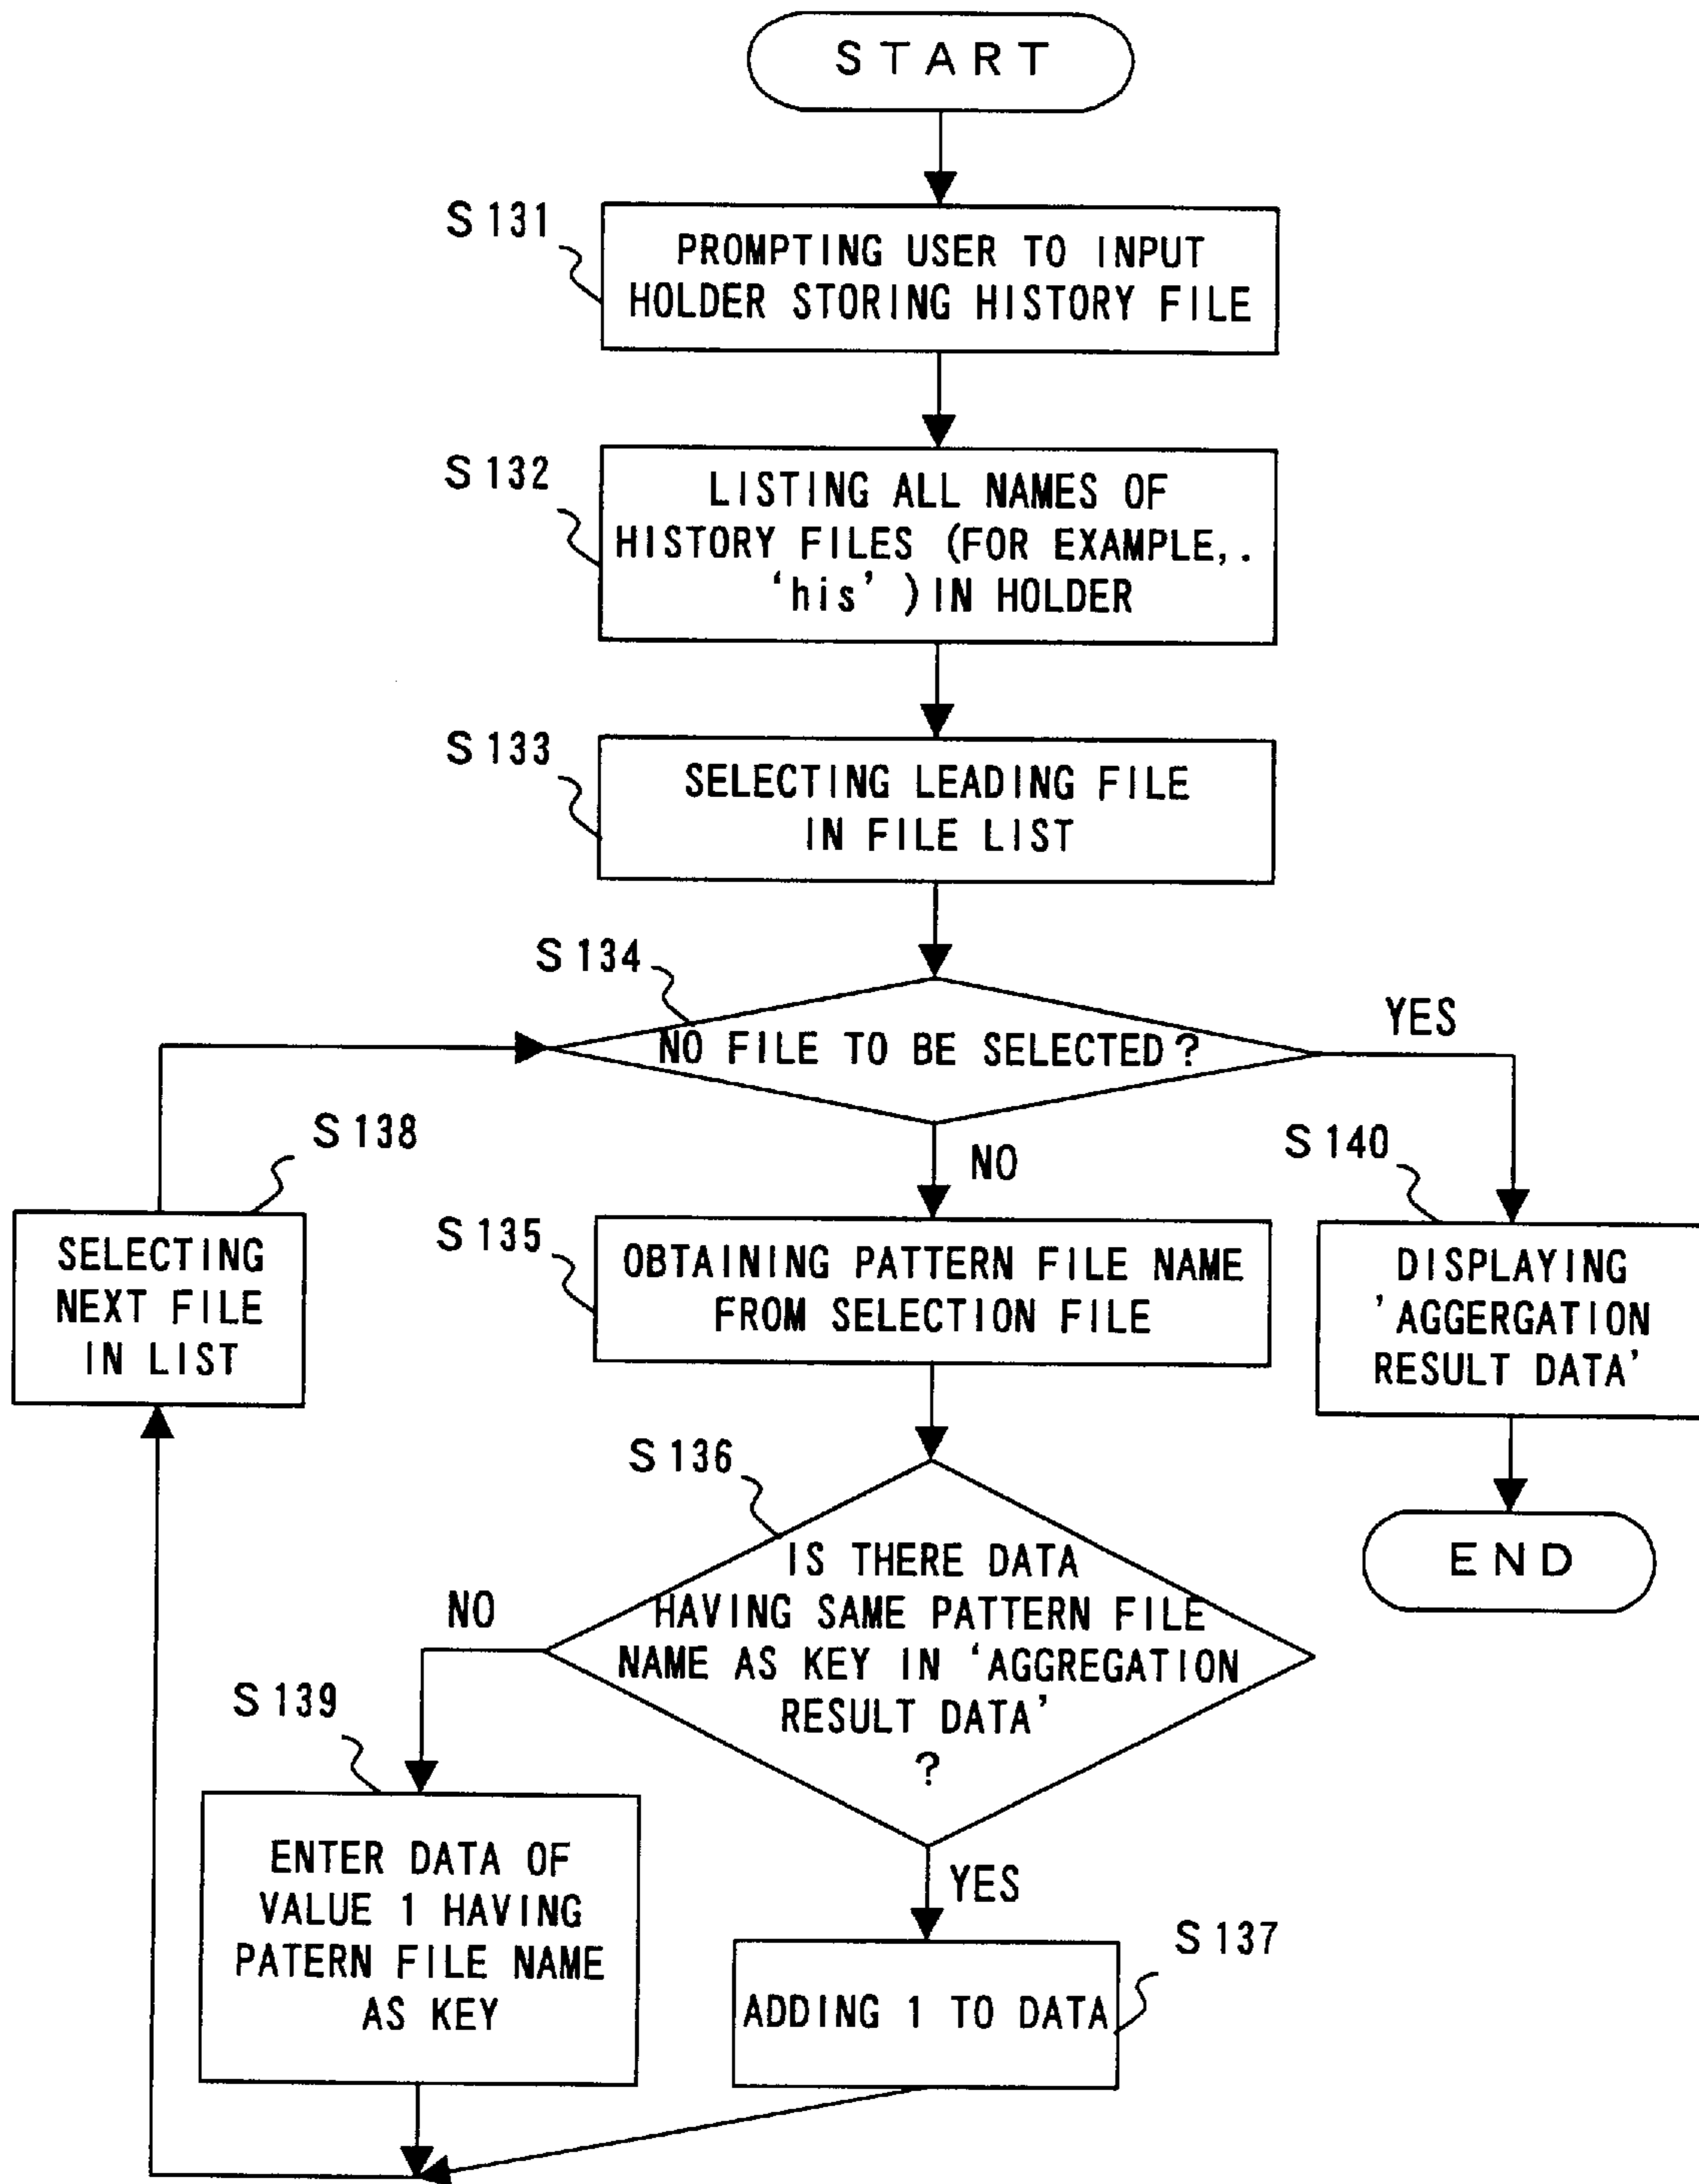 START
S131
PROMPTING USER TO INPUT
HOLDER STORING HISTORY FILE
S132
LISTING ALL NAMES OF
HISTORY FILES (FOR EXAMPLE,.
‘his’ )IN HOLDER
S133
SELECTING LEADING FILE
IN FILE LIST
S134
NO FILE TO BE SELECTED?
YES
NO
S138
SELECTING
NEXT FILE
IN LIST
S135
OBTAINING PATTERN FILE NAME
FROM SELECTION FILE
S140
DISPLAYING
'AGGERGATION
RESULT DATA’
END
S136
IS THERE DATA
HAVING SAME PATTERN FILE
NAME AS KEY IN ‘AGGREGATION
RESULT DATA’
?
NO
YES
S139
ENTER DATA OF
VALUE 1 HAVING
PATERN FILE NAME
AS KEY
S137
ADDING 1 TO DATA